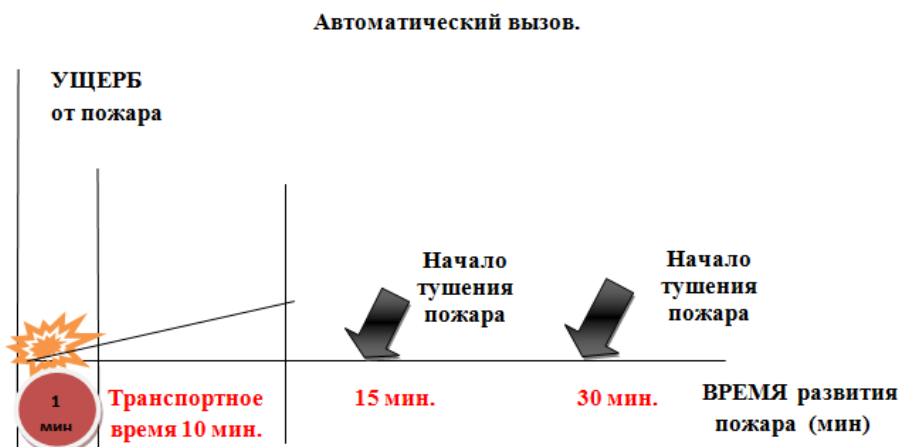 Автоматический вызов.
УЩЕРБ
от пожара
Начало
тушения
пожара
Начало
тушения
пожара
1
мин
Транспортное
время 10 мин.
15 мин.
30 мин.
ВРЕМЯ развития
пожара (мин)